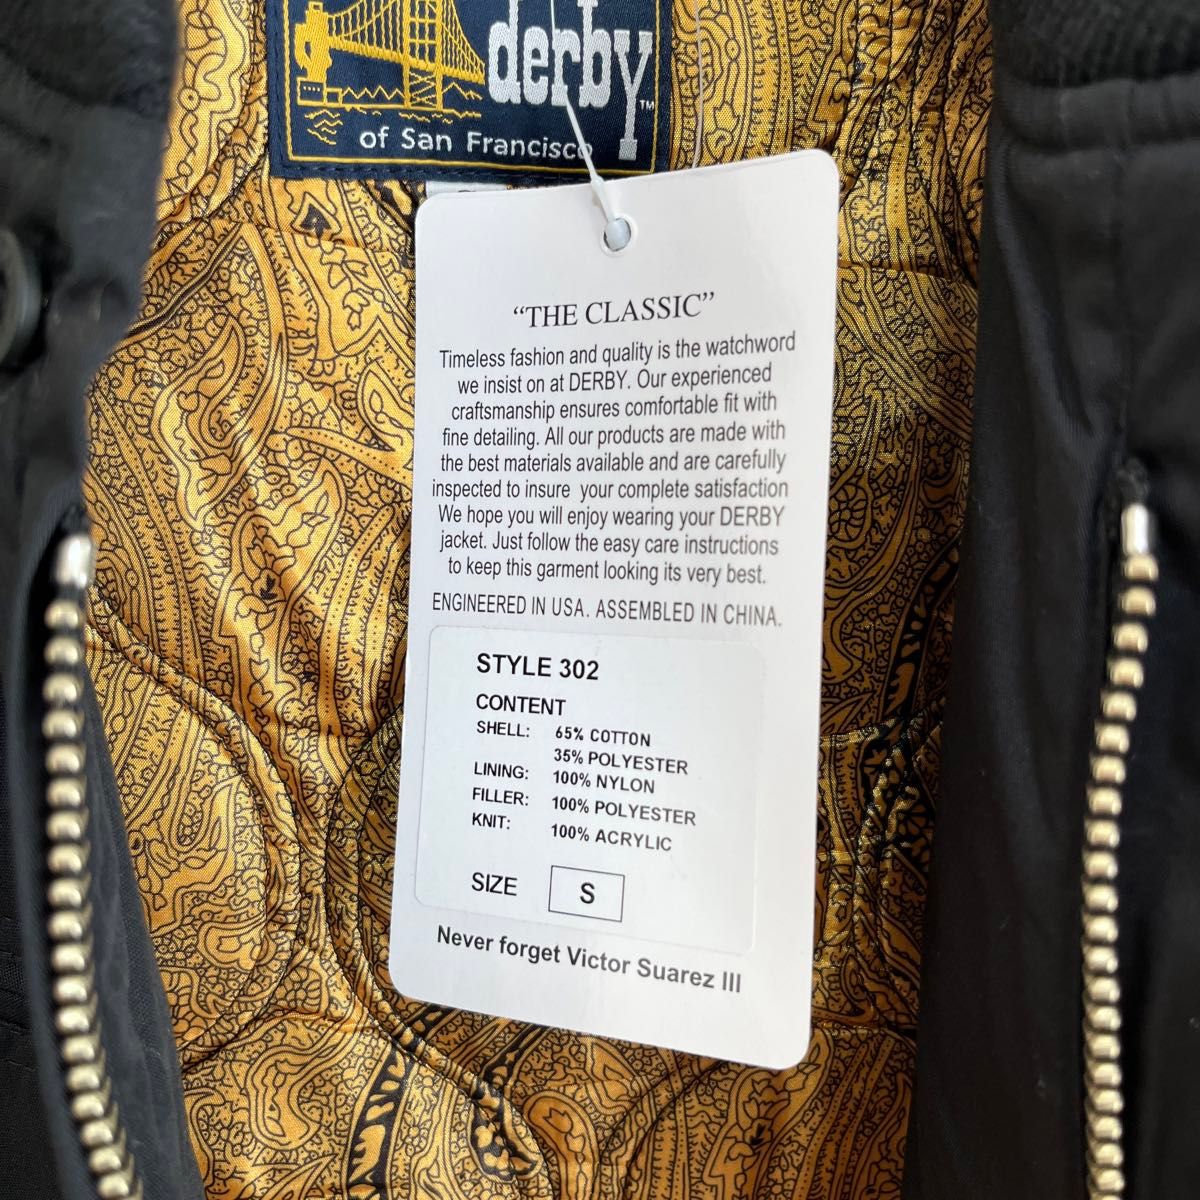 derby™
of San Francisco
“THE CLASSIC”
Timeless fashion and quality is the watchword
we insist on at DERBY. Our experienced
craftsmanship ensures comfortable fit with
fine detailing. All our products are made with
the best materials available and are carefully
inspected to insure your complete satisfaction
We hope you will enjoy wearing your DERBY
jacket. Just follow the easy care instructions
to keep this garment looking its very best.
ENGINEERED IN USA. ASSEMBLED IN CHINA.
STYLE 302
CONTENT
SHELL: 65% COTTON
35% POLYESTER
LINING: 100% NYLON
FILLER: 100% POLYESTER
KNIT: 100% ACRYLIC
SIZE S
Never forget Victor Suarez III